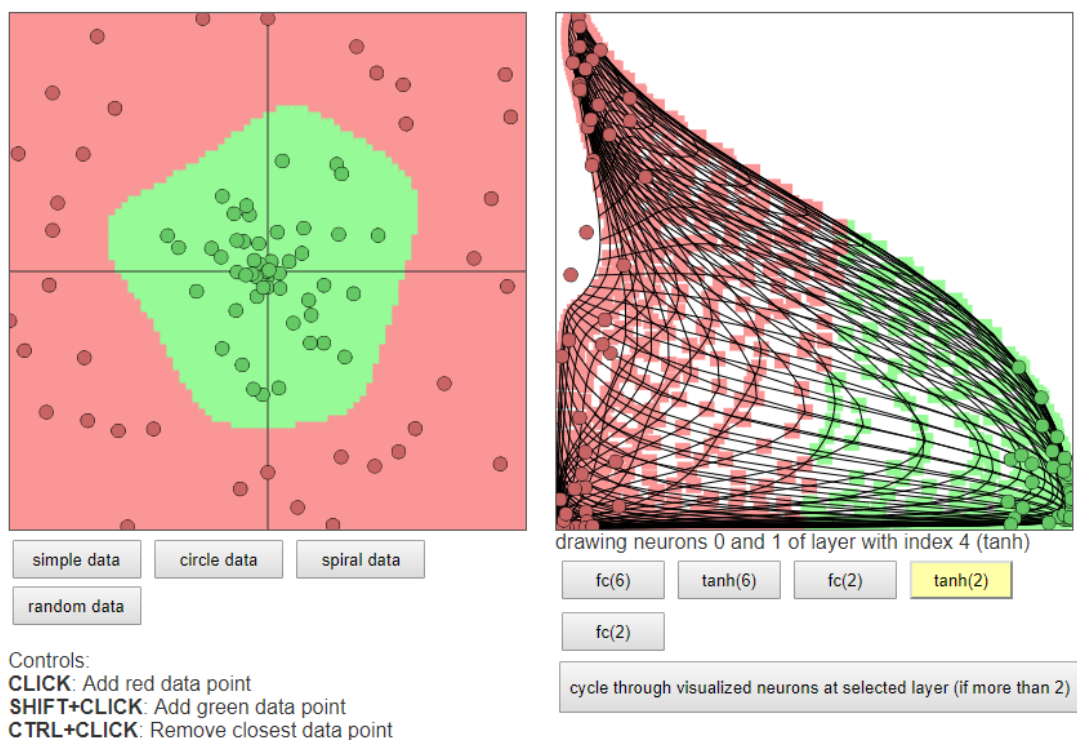 drawing neurons 0 and 1 of layer with index 4 (tanh)
simple data
circle data
spiral data
random data
fc(6)
tanh(6)
fc(2)
tanh(2)
fc(2)
cycle through visualized neurons at selected layer (if more than 2)
Controls:
CLICK: Add red data point
SHIFT+CLICK: Add green data point
CTRL+CLICK: Remove closest data point